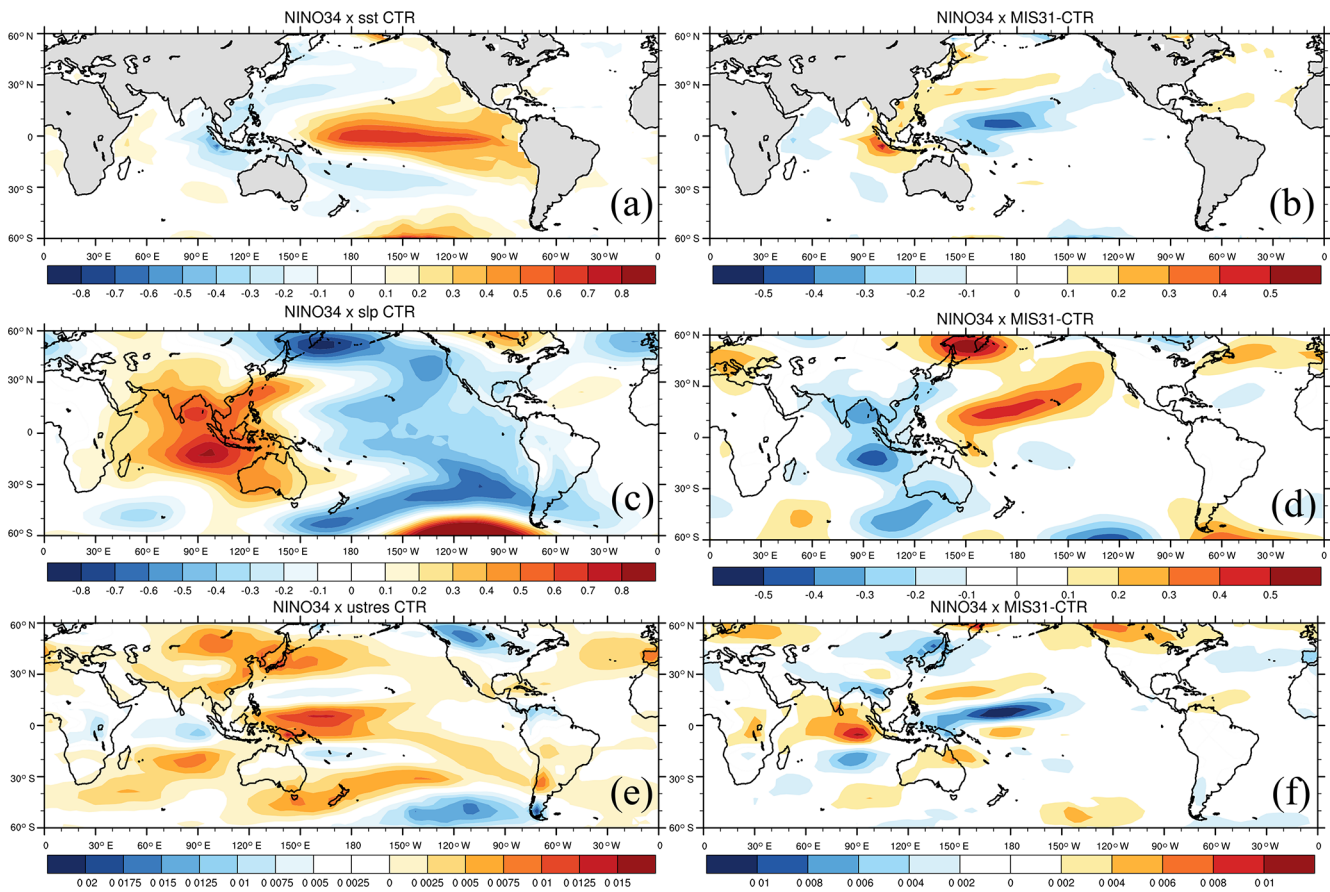 NINO34 x sst CTR
NINO34 x MIS31-CTR
60° N
30° N
0
30° S
60° S
(a)
0 30° E 60° E 90° E 120° E 150° E 180 150° W 120° W 90° W 60° W 30° W 0
-0.8 -0.7 -0.6 -0.5 -0.4 -0.3 -0.2 -0.1 0 0.1 0.2 0.3 0.4 0.5 0.6 0.7 0.8
60° N
30° N
0
30° S
60° S
(b)
0 30° E 60° E 90° E 120° E 150° E 180 150° W 120° W 90° W 60° W 30° W 0
-0.5 -0.4 -0.3 -0.2 -0.1 0 0.1 0.2 0.3 0.4 0.5
NINO34 x slp CTR
NINO34 x MIS31-CTR
60° N
30° N
0
30° S
60° S
(c)
0 30° E 60° E 90° E 120° E 150° E 180 150° W 120° W 90° W 60° W 30° W 0
-0.8 -0.7 -0.6 -0.5 -0.4 -0.3 -0.2 -0.1 0 0.1 0.2 0.3 0.4 0.5 0.6 0.7 0.8
60° N
30° N
0
30° S
60° S
(d)
0 30° E 60° E 90° E 120° E 150° E 180 150° W 120° W 90° W 60° W 30° W 0
-0.5 -0.4 -0.3 -0.2 -0.1 0 0.1 0.2 0.3 0.4 0.5
NINO34 x ustres CTR
NINO34 x MIS31-CTR
60° N
30° N
0
30° S
60° S
(e)
0 30° E 60° E 90° E 120° E 150° E 180 150° W 120° W 90° W 60° W 30° W 0
0 02 0 0175 0 015 0 0125 0 01 0 0075 0 005 0 0025 0 0 0025 0 005 0 0075 0 01 0 0125 0 015
60° N
30° N
0
30° S
60° S
(f)
0 30° E 60° E 90° E 120° E 150° E 180 150° W 120° W 90° W 60° W 30° W 0
0 01 0 008 0 006 0 004 0 002 0 0 002 0 004 0 006 0 008